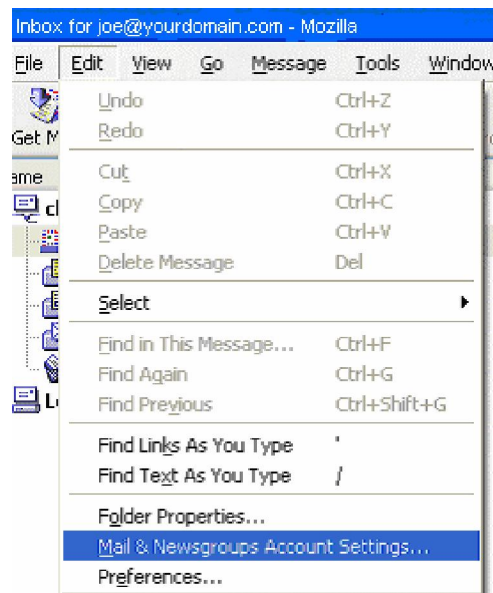 Inbox for joe@yourdomain.com - Mozilla
File Edit View Go Message Tools Window
Undo Ctrl+Z
Get M
Redo Ctrl+Y
ame
Cut Ctrl+X
Copy Ctrl+C
Paste Ctrl+V
Delete Message Del
Select
Find in This Message... Ctrl+F
Find Again Ctrl+G
Find Previous Ctrl+Shift+G
Find Links As You Type '
Find Text As You Type /
Folder Properties...
Mail & Newsgroups Account Settings...
Preferences...